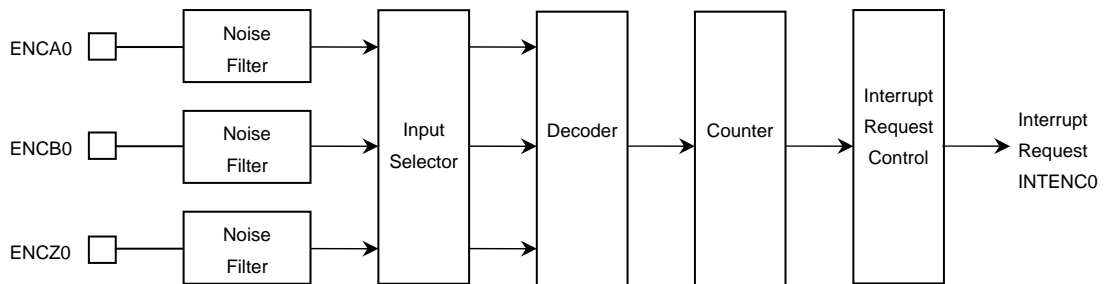 ENCA0
Noise
Filter
ENCB0
Noise
Filter
ENCZ0
Noise
Filter
Input
Selector
Decoder
Counter
Interrupt
Request
Control
Interrupt
Request
INTENC0